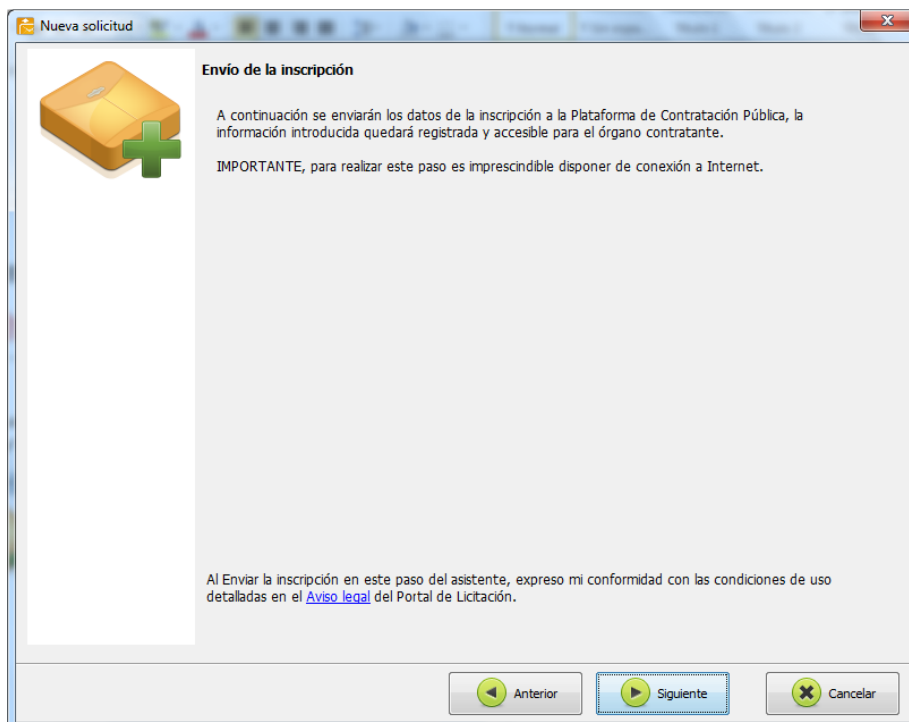 Nueva solicitud
Envío de la inscripción
A continuación se enviarán los datos de la inscripción a la Plataforma de Contratación Pública, la
información introducida quedará registrada y accesible para el órgano contratante.
IMPORTANTE, para realizar este paso es imprescindible disponer de conexión a Internet.
Al Enviar la inscripción en este paso del asistente, expreso mi conformidad con las condiciones de uso
detalladas en el Aviso legal del Portal de Licitación.
Anterior
Siguiente
Cancelar